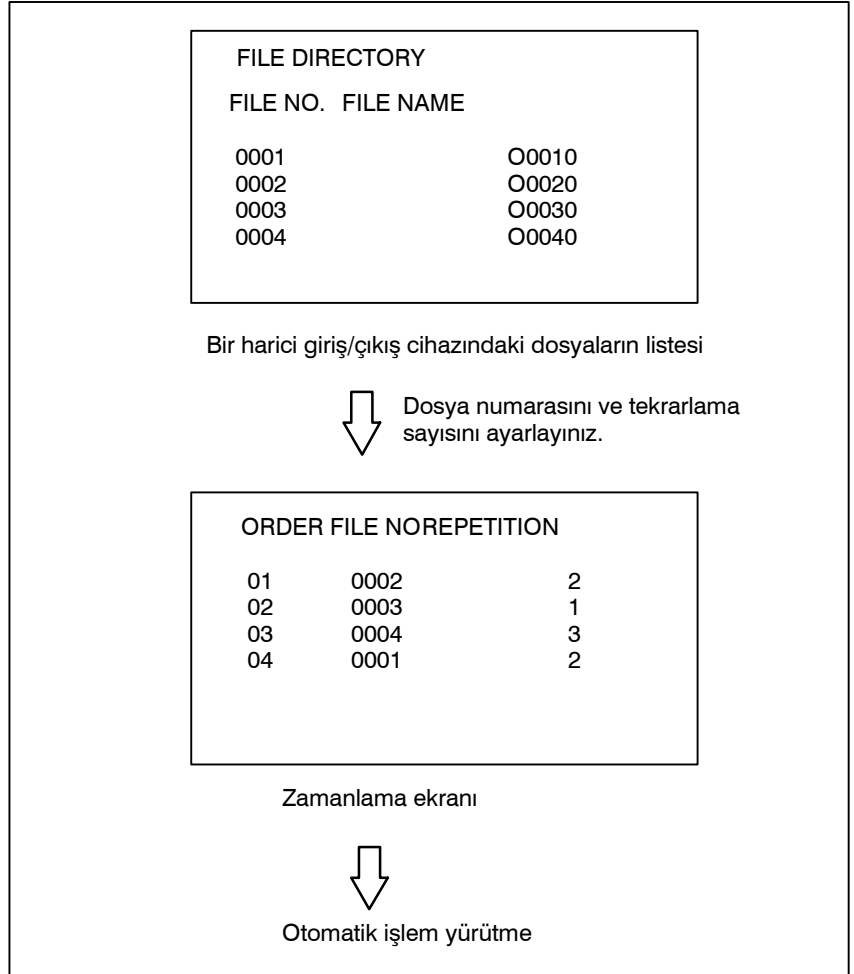 FILE DIRECTORY
FILE NO. FILE NAME
0001 O0010
0002 O0020
0003 O0030
0004 O0040
Bir harici giriş/çıkış cihazındaki dosyaların listesi
Dosya numarasını ve tekrarlama
sayısını ayarlayınız.
ORDER FILE NOREPETITION
01 0002 2
02 0003 1
03 0004 3
04 0001 2
Zamanlama ekranı
Otomatik işlem yürütme